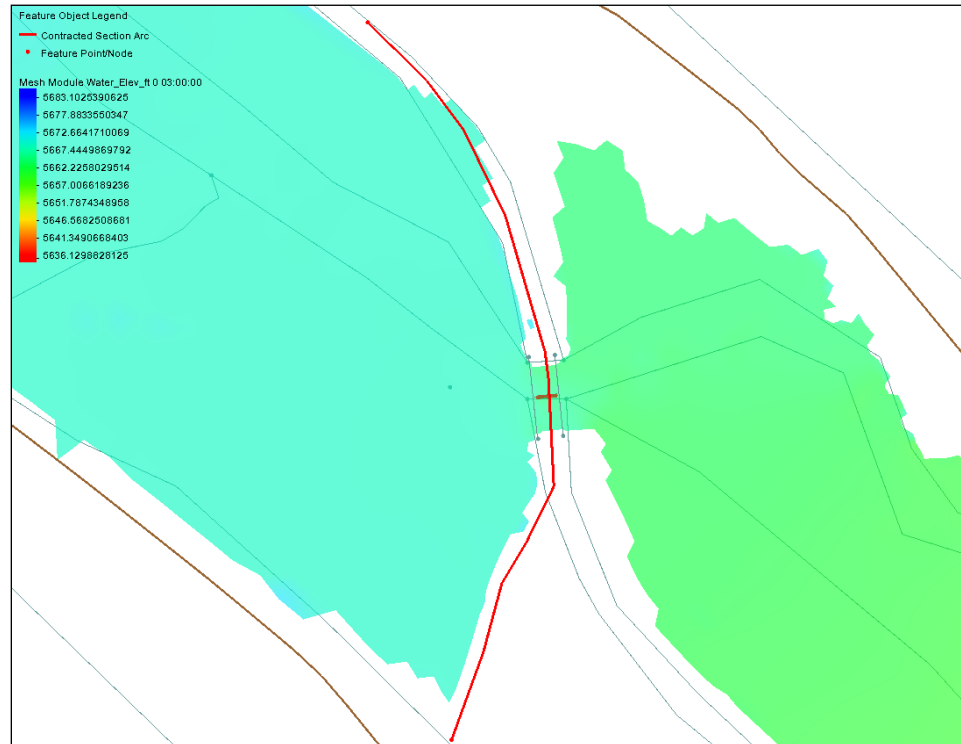 Feature Object Legend
Contracted Section Arc
Feature Point/Node
Mesh Module Water_Elev_ft 0 03:00:00
5683.1025390625
5677.8833550347
5672.6641710069
5667.4449869792
5662.2258029514
5657.0066189236
5651.7874348958
5646.5682508681
5641.3490668403
5636.1298828125